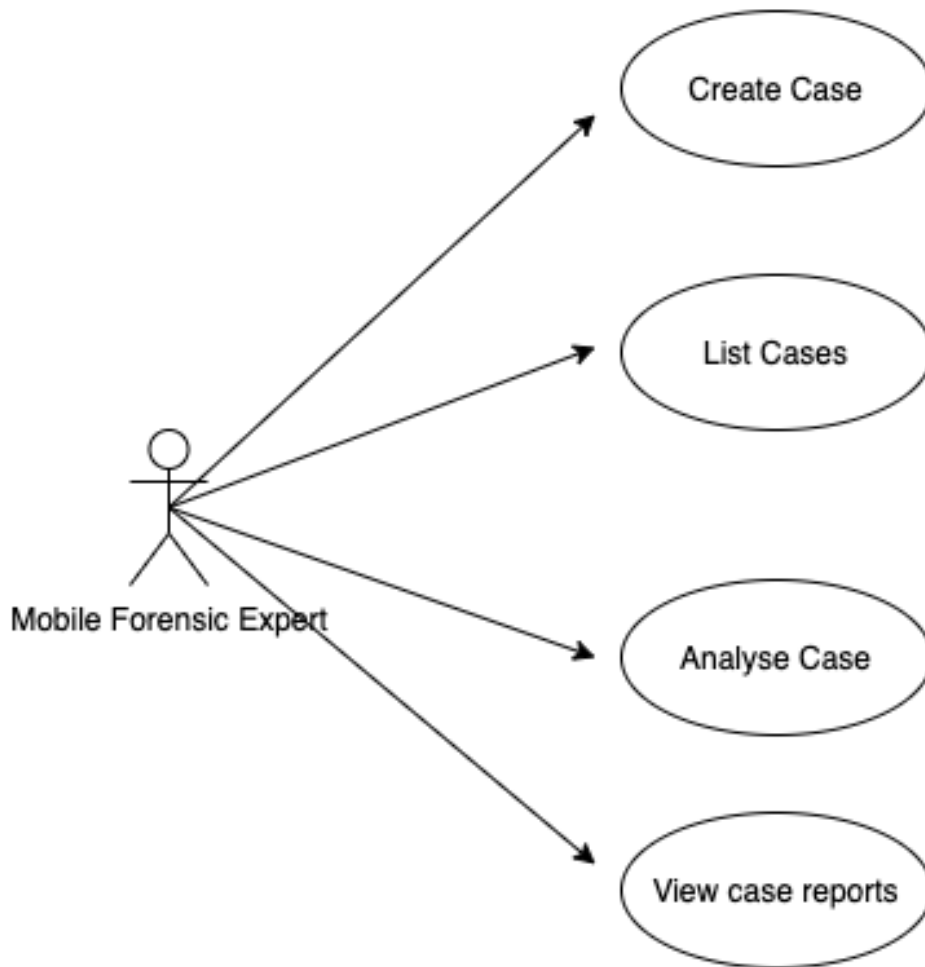 Create Case
List Cases
Mobile Forensic Expert
Analyse Case
View case reports